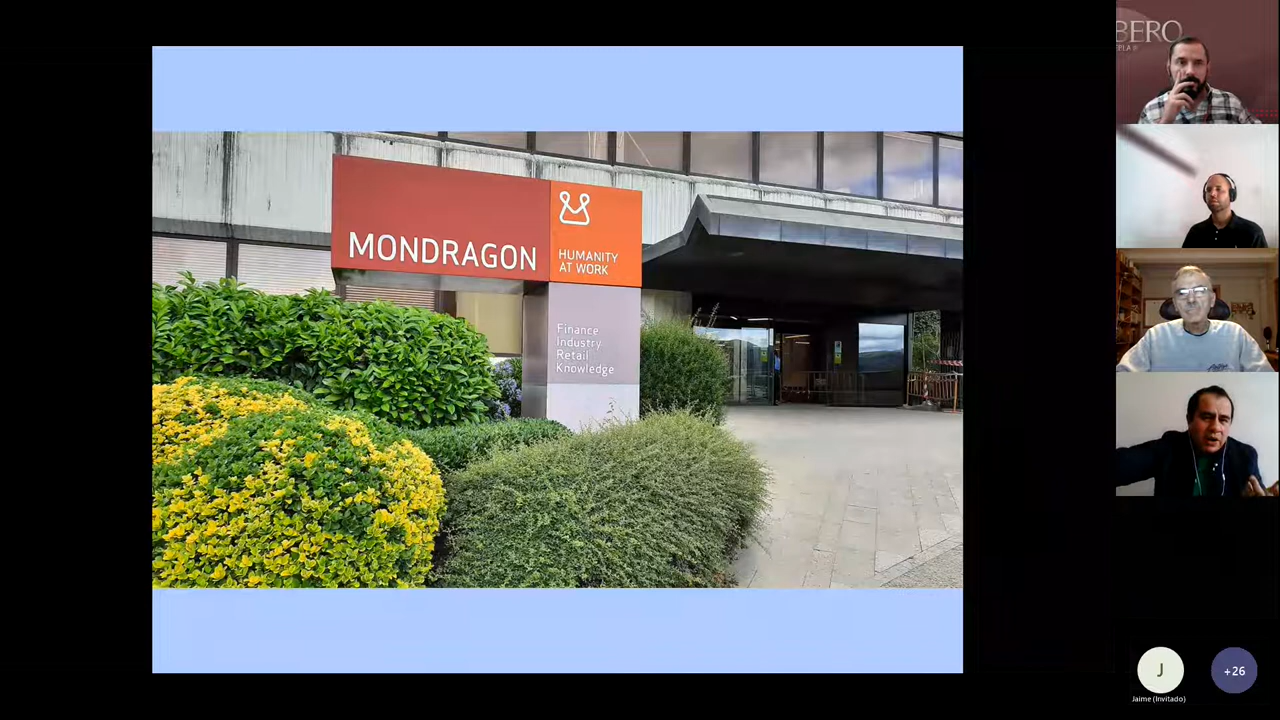 MONDRAGON
HUMANITY
AT WORK
Finance
Industry
Retail
Knowledge
BERO
J
+26
Jaime (Invitado)